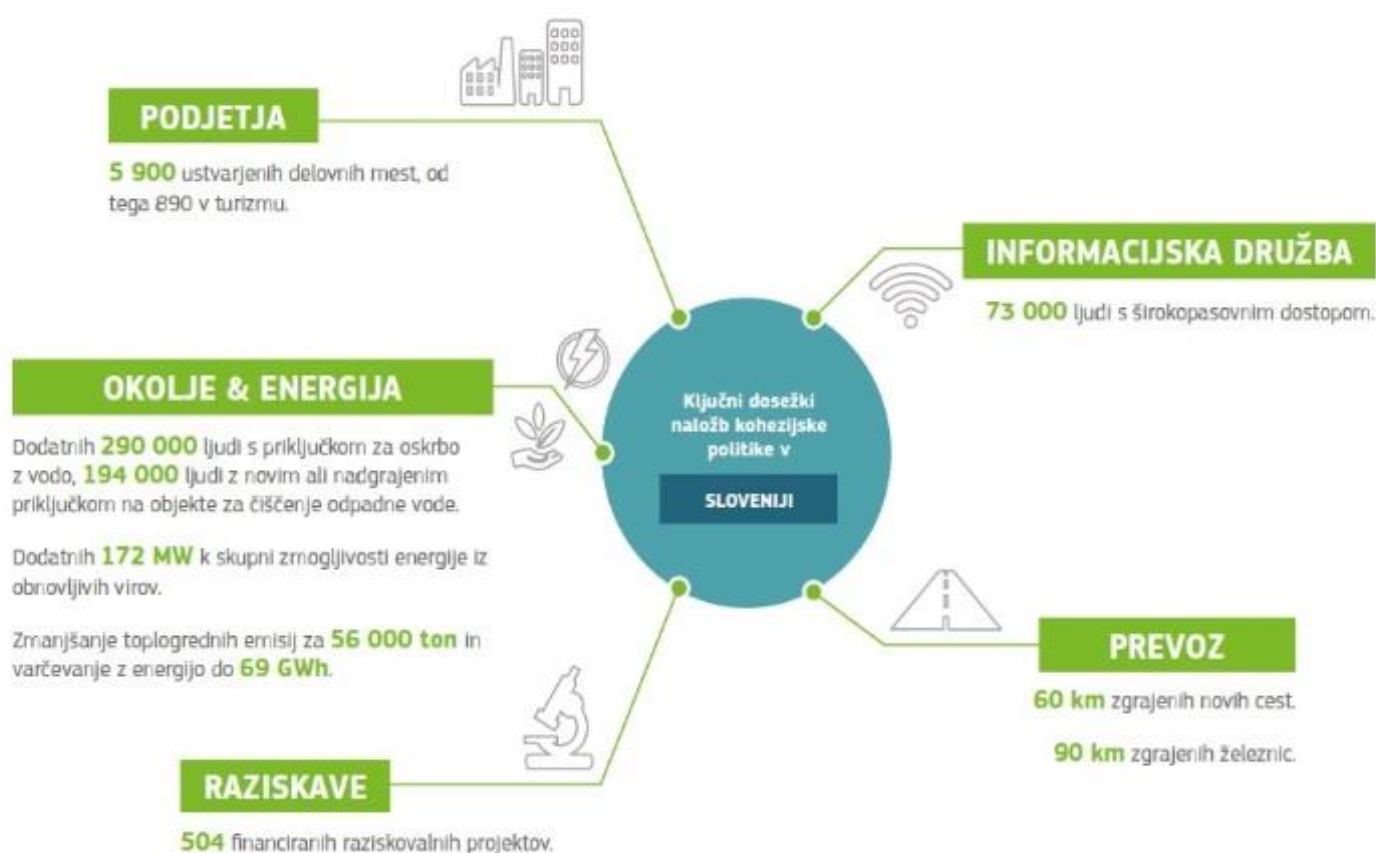 PODJETJA
5 900 ustvarjenih delovnih mest, od
tega 890 v turizmu.
INFORMACIJSKA DRUŽBA
73 000 ljudi s širokopasovnim dostopom.
OKOLJE & ENERGIJA
Dodatnih 290 000 ljudi s priključkom za oskrbo
z vodo, 194 000 ljudi z novim ali nadgrajenim
priključkom na objekte za čiščenje odpadne vode.
Dodatnih 172 MW k skupni zmogljivosti energije iz
obnovljivih virov.
Zmanjšanje toplogrednih emisij za 56 000 ton in
varčevanje z energijo do 69 GWh.
Ključni dosežki
naložb kohezijske
politike v
SLOVENIJI
PREVOZ
60 km zgrajenih novih cest.
90 km zgrajenih železnic.
RAZISKAVE
504 financiranih raziskovalnih projektov.